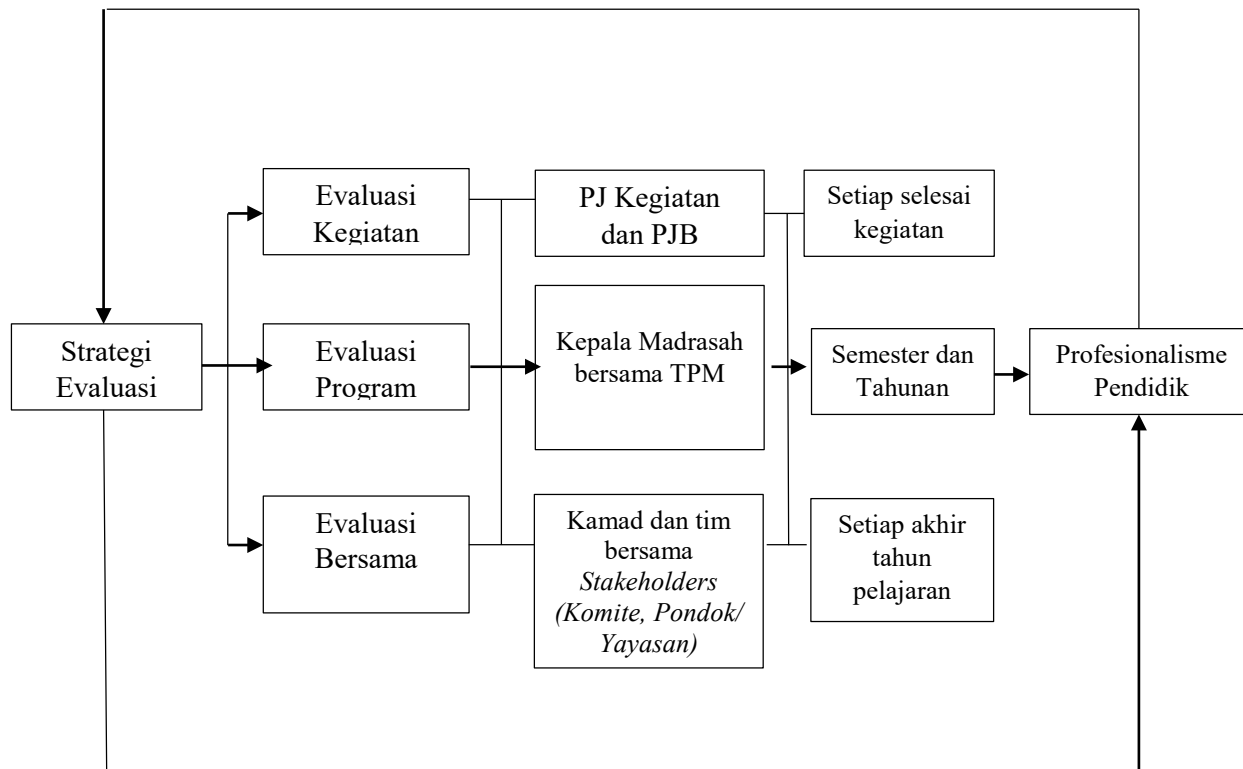 Evaluasi
Kegiatan
PJ Kegiatan
dan PJB
Setiap selesai
kegiatan
Strategi
Evaluasi
Evaluasi
Program
Kepala Madrasah
bersama TPM
Semester dan
Tahunan
Profesionalisme
Pendidik
Evaluasi
Bersama
Kamad dan tim
bersama
Stakeholders
(Komite, Pondok/
Yayasan)
Setiap akhir
tahun
pelajaran